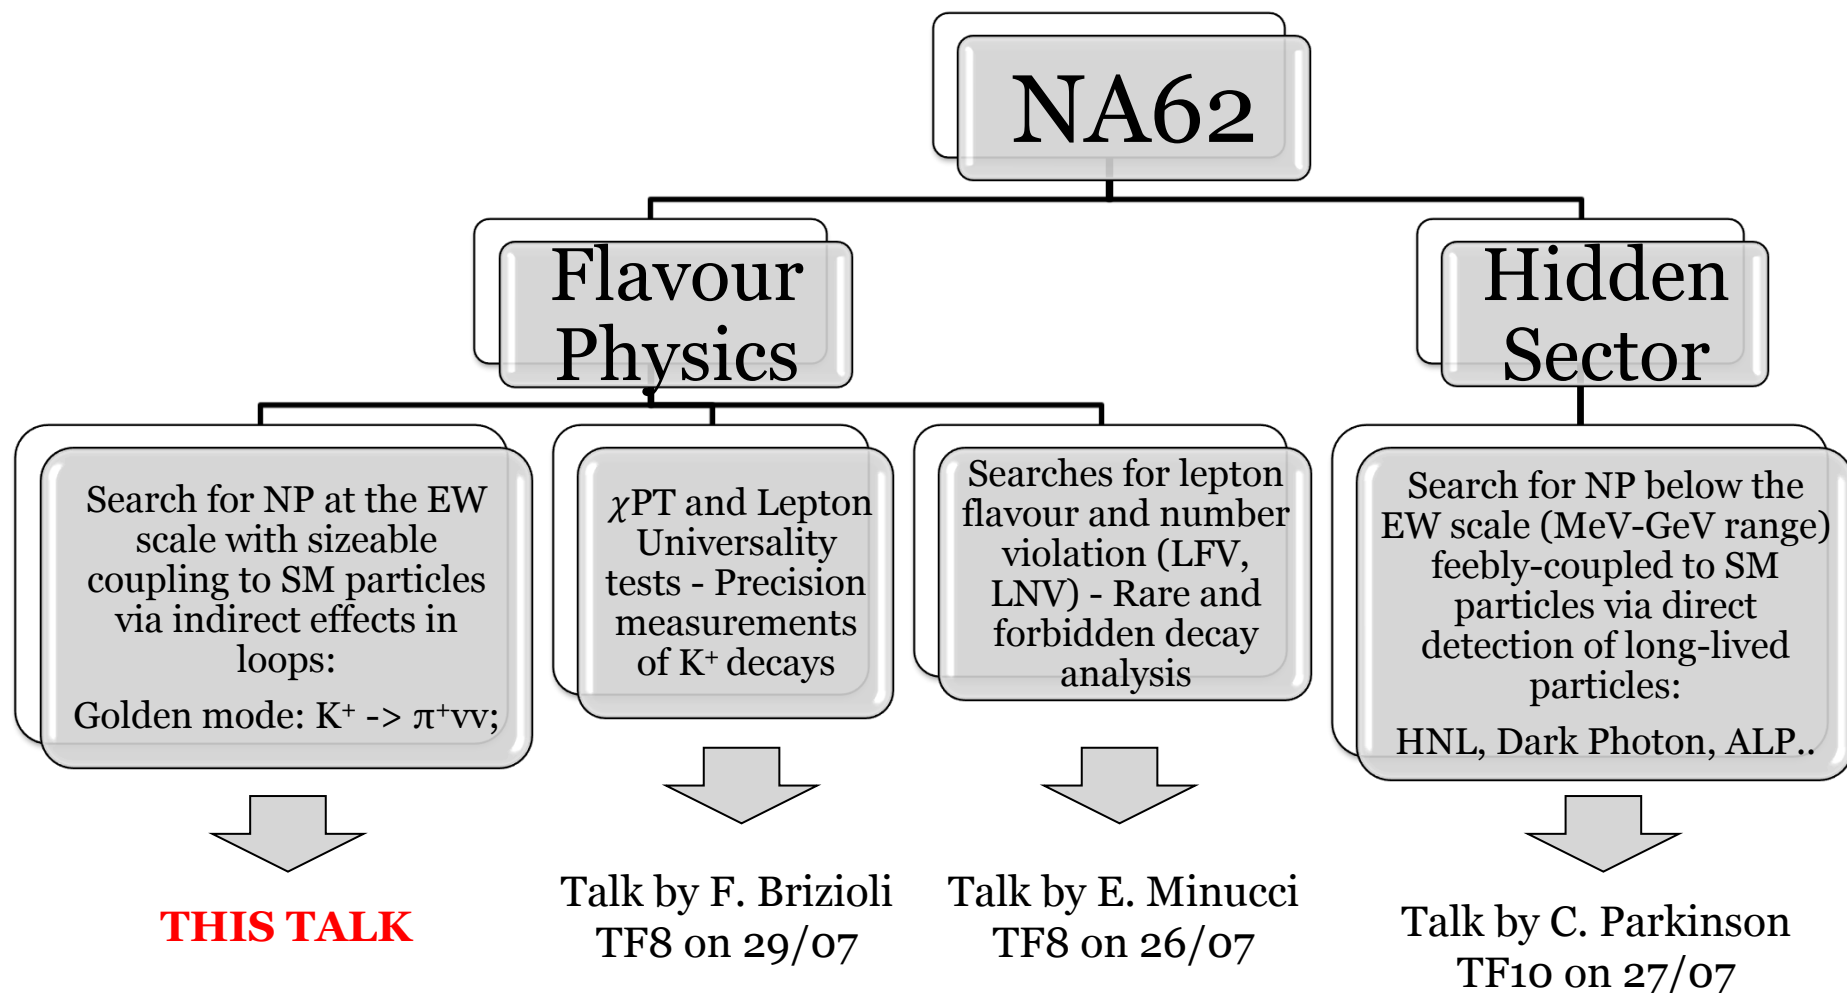 NA62
Flavour
Physics
Hidden
Sector
Search for NP at the EW
scale with sizeable
coupling to SM particles
via indirect effects in
loops:
Golden mode: K⁺ -> π⁺νν;
χPT and Lepton
Universality
tests - Precision
measurements
of K⁺ decays
Searches for lepton
flavour and number
violation (LFV,
LNV) - Rare and
forbidden decay
analysis
Search for NP below the
EW scale (MeV-GeV range)
feebly-coupled to SM
particles via direct
detection of long-lived
particles:
HNL, Dark Photon, ALP..
THIS TALK
Talk by F. Brizioli
TF8 on 29/07
Talk by E. Minucci
TF8 on 26/07
Talk by C. Parkinson
TF10 on 27/07